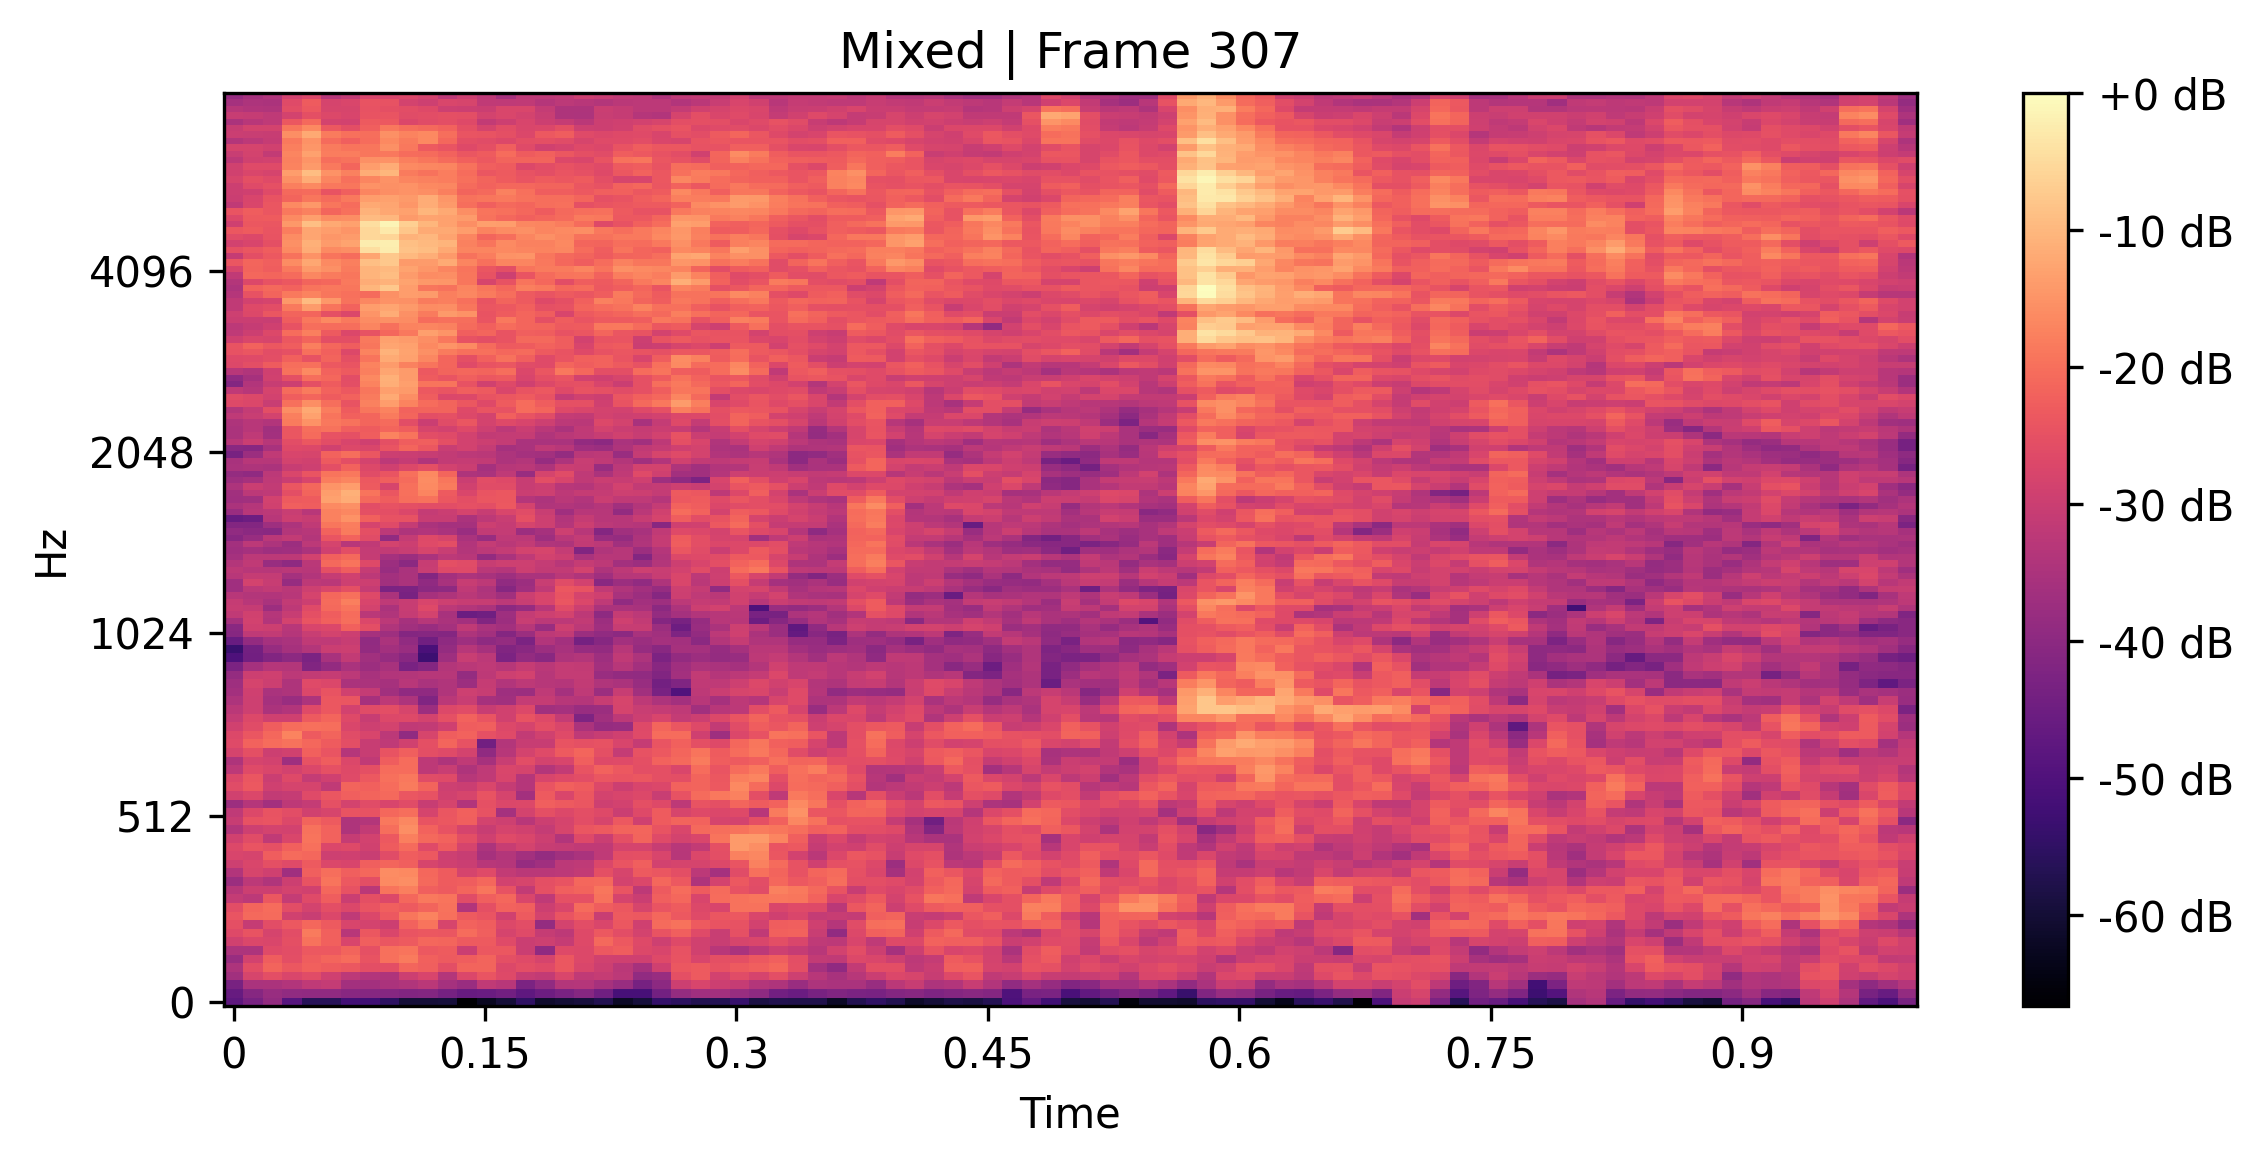 Mixed | Frame 307
+0 dB
-10 dB
-20 dB
-30 dB
-40 dB
-50 dB
-60 dB
Hz
4096
2048
1024
512
0
0 0.15 0.3 0.45 0.6 0.75 0.9
Time